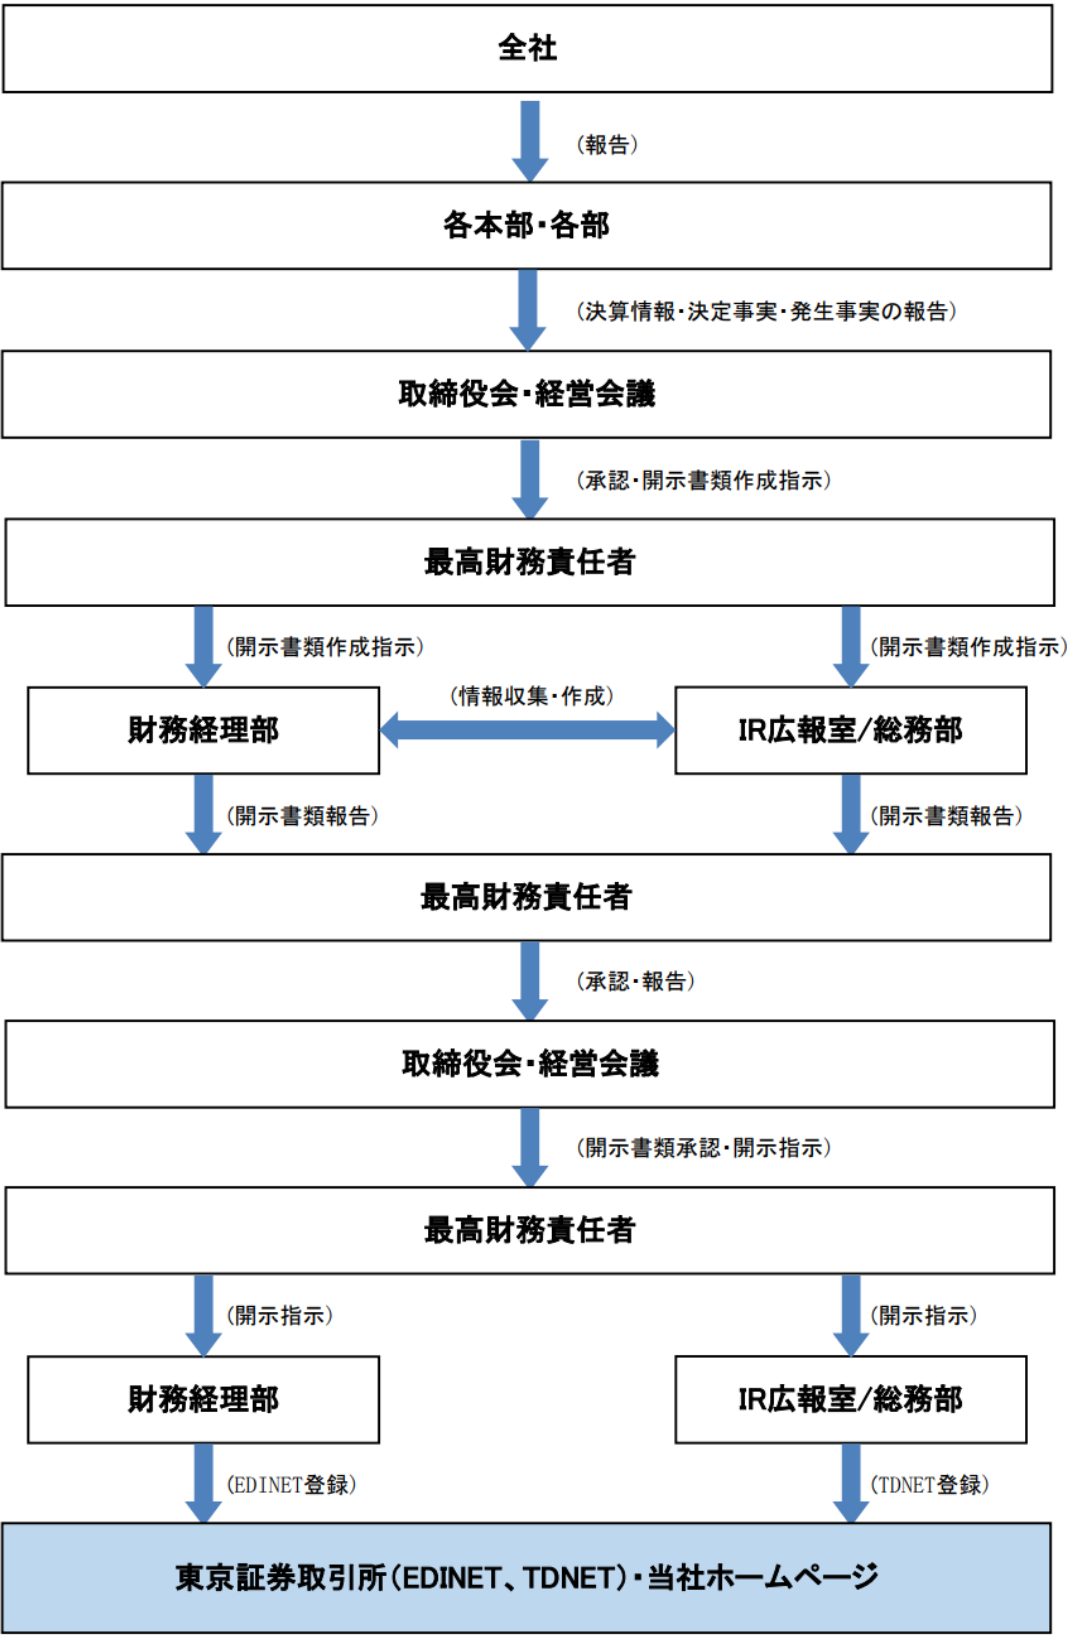 全社
(報告)
各本部・各部
(決算情報・決定事実・発生事実の報告)
取締役会・経営会議
(承認・開示書類作成指示)
最高財務責任者
(開示書類作成指示)
(開示書類作成指示)
(情報収集・作成)
財務経理部
IR広報室/総務部
(開示書類報告)
(開示書類報告)
最高財務責任者
(承認・報告)
取締役会・経営会議
(開示書類承認・開示指示)
最高財務責任者
(開示指示)
(開示指示)
財務経理部
IR広報室/総務部
(EDINET登録)
(TDNET登録)
東京証券取引所(EDINET、TDNET)・当社ホームページ